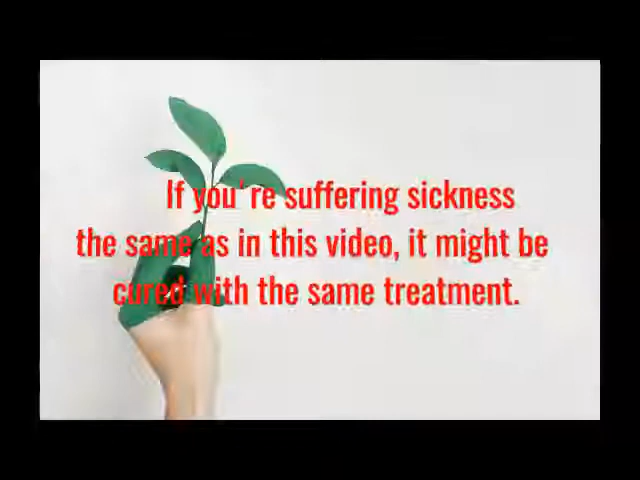 If you're suffering sickness
the same as in this video, it might be
cured with the same treatment.